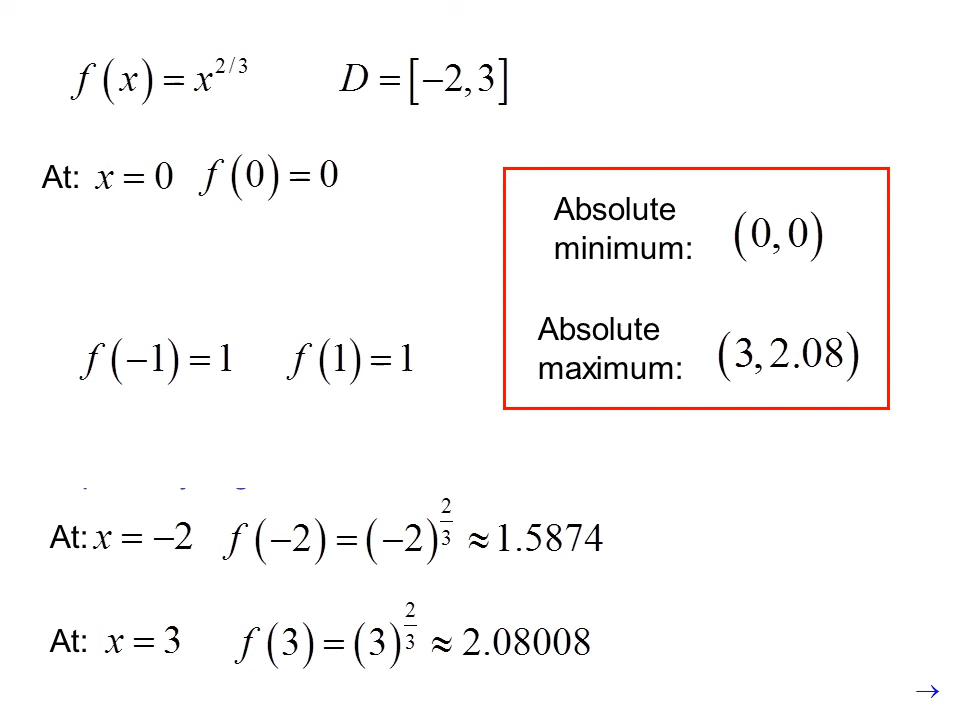 f(x) = x^{2/3} D = [−2, 3]
At: x = 0 f(0) = 0
Absolute
minimum: (0, 0)
Absolute
maximum: (3, 2.08)
f(−1) = 1 f(1) = 1
At: x = −2 f(−2) = (−2)^{2/3} ≈ 1.5874
At: x = 3 f(3) = (3)^{2/3} ≈ 2.08008
→